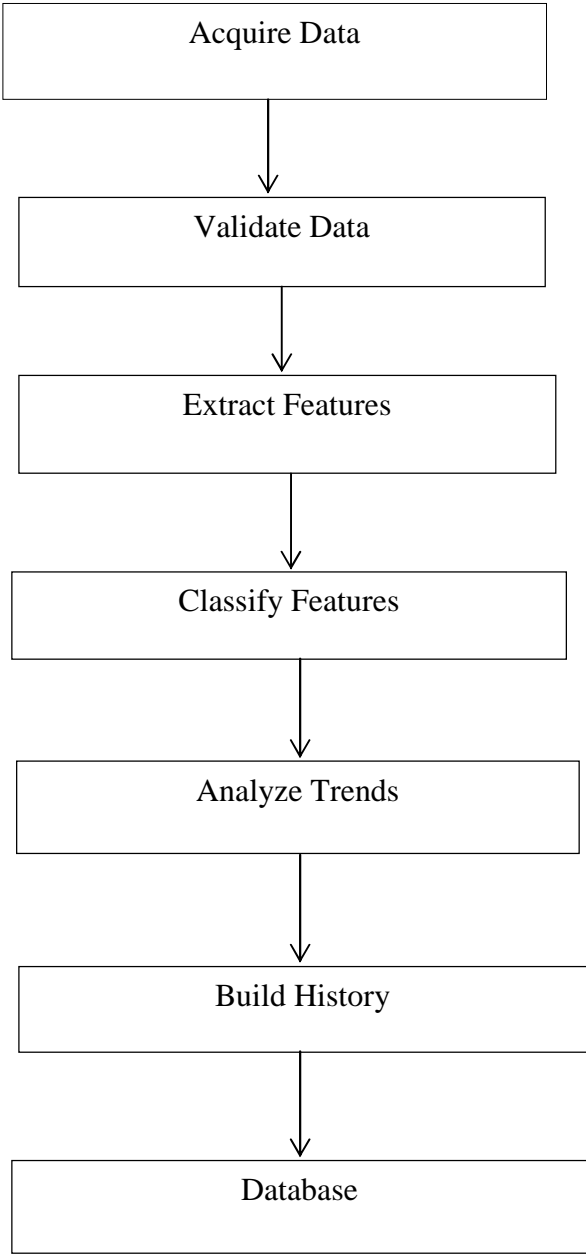 Acquire Data
Validate Data
Extract Features
Classify Features
Analyze Trends
Build History
Database